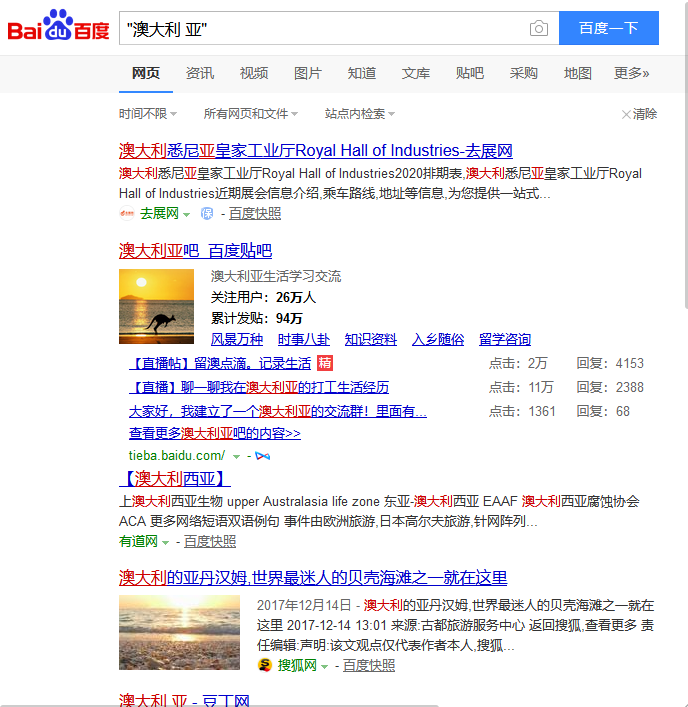 Bai du 百度 "澳大利 亚" 百度一下
网页 资讯 视频 图片 知道 文库 贴吧 采购 地图 更多»
时间不限 所有网页和文件 站点内检索 ×清除
澳大利悉尼亚皇家工业厅Royal Hall of Industries-去展网
澳大利悉尼亚皇家工业厅Royal Hall of Industries2020排期表,澳大利悉尼亚皇家工业厅Royal
Hall of Industries近期展会信息介绍,乘车路线,地址等信息,为您提供一站式...
去展网 保 - 百度快照
澳大利亚吧_百度贴吧
澳大利亚生活学习交流
关注用户：26万人
累计发贴：94万
风景万种 时事八卦 知识资料 入乡随俗 留学咨询
【直播帖】留澳点滴。记录生活 精 点击：2万 回复：4153
【直播】聊一聊我在澳大利亚的打工生活经历 点击：11万 回复：2388
大家好，我建立了一个澳大利亚的交流群！里面有... 点击：1361 回复：68
查看更多澳大利亚吧的内容>>
tieba.baidu.com/ -
【澳大利西亚】
上澳大利西亚生物 upper Australasia life zone 东亚-澳大利西亚 EAAF 澳大利西亚腐蚀协会
ACA 更多网络短语双语例句 事件由欧洲旅游,日本高尔夫旅游,针网阵列...
有道网 - 百度快照
澳大利的亚丹汉姆,世界最迷人的贝壳海滩之一就在这里
2017年12月14日 - 澳大利的亚丹汉姆,世界最迷人的贝壳海滩之一就在
这里 2017-12-14 13:01 来源:古都旅游服务中心 返回搜狐,查看更多 责
任编辑:声明:该文观点仅代表作者本人,搜狐...
搜狐网 - 百度快照
澳大利 亚 - 豆丁网